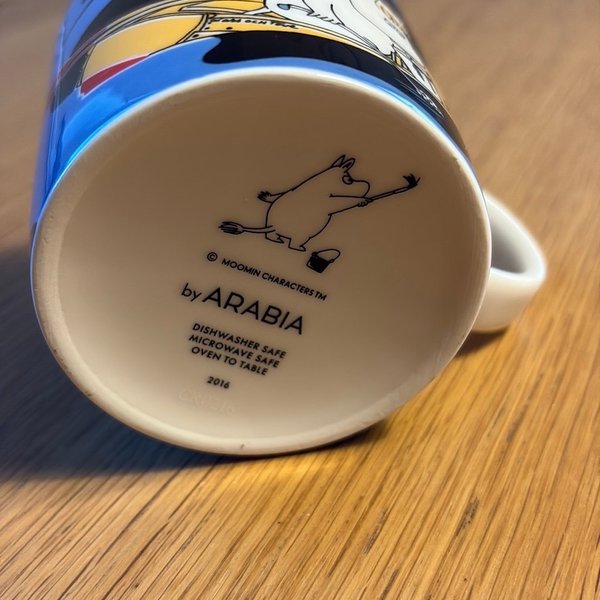 © MOOMIN CHARACTERS™
by ARABIA
DISHWASHER SAFE
MICROWAVE SAFE
OVEN TO TABLE
2016